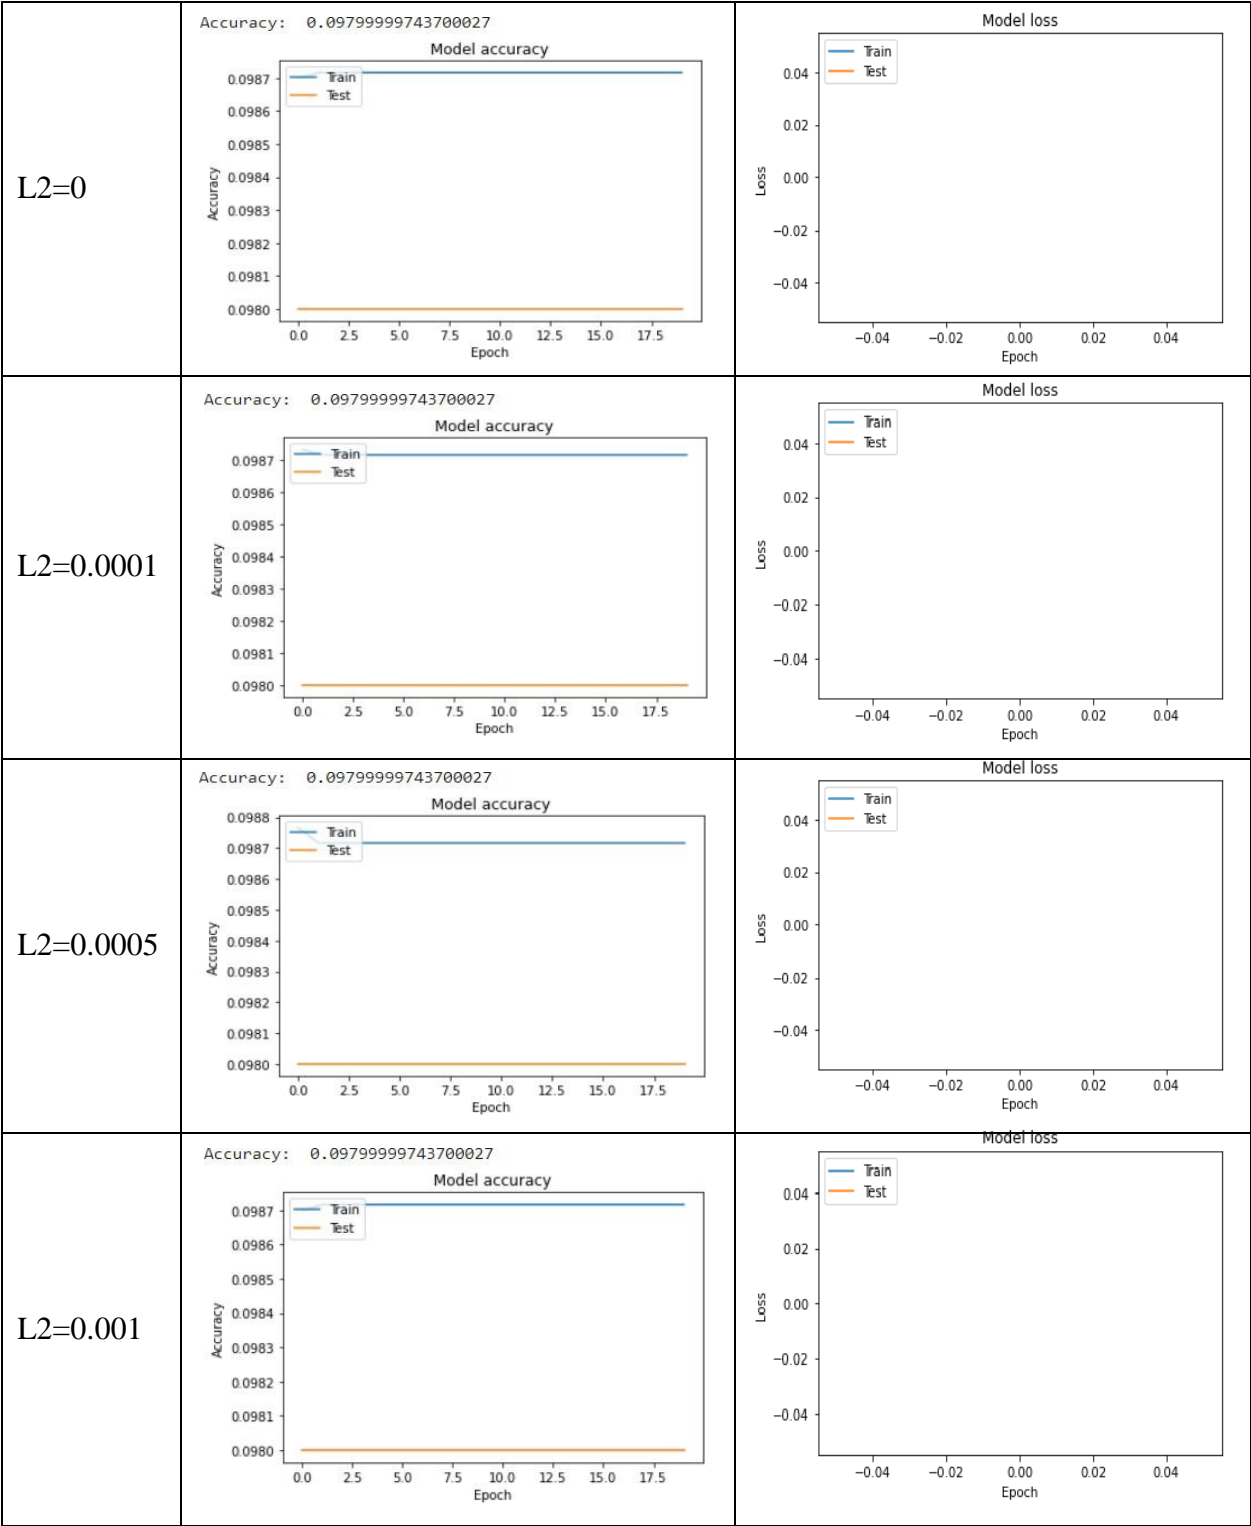 L2=0
Accuracy:  0.09799999743700027
Model accuracy
Train
Test
0.0987
0.0986
0.0985
0.0984
0.0983
0.0982
0.0981
0.0980
Accuracy
0.0 2.5 5.0 7.5 10.0 12.5 15.0 17.5
Epoch
Model loss
Train
Test
0.04
0.02
0.00
−0.02
−0.04
Loss
−0.04 −0.02 0.00 0.02 0.04
Epoch
L2=0.0001
Accuracy:  0.09799999743700027
Model accuracy
Train
Test
0.0987
0.0986
0.0985
0.0984
0.0983
0.0982
0.0981
0.0980
Accuracy
0.0 2.5 5.0 7.5 10.0 12.5 15.0 17.5
Epoch
Model loss
Train
Test
0.04
0.02
0.00
−0.02
−0.04
Loss
−0.04 −0.02 0.00 0.02 0.04
Epoch
L2=0.0005
Accuracy:  0.09799999743700027
Model accuracy
Train
Test
0.0988
0.0987
0.0986
0.0985
0.0984
0.0983
0.0982
0.0981
0.0980
Accuracy
0.0 2.5 5.0 7.5 10.0 12.5 15.0 17.5
Epoch
Model loss
Train
Test
0.04
0.02
0.00
−0.02
−0.04
Loss
−0.04 −0.02 0.00 0.02 0.04
Epoch
L2=0.001
Accuracy:  0.09799999743700027
Model accuracy
Train
Test
0.0987
0.0986
0.0985
0.0984
0.0983
0.0982
0.0981
0.0980
Accuracy
0.0 2.5 5.0 7.5 10.0 12.5 15.0 17.5
Epoch
Model loss
Train
Test
0.04
0.02
0.00
−0.02
−0.04
Loss
−0.04 −0.02 0.00 0.02 0.04
Epoch